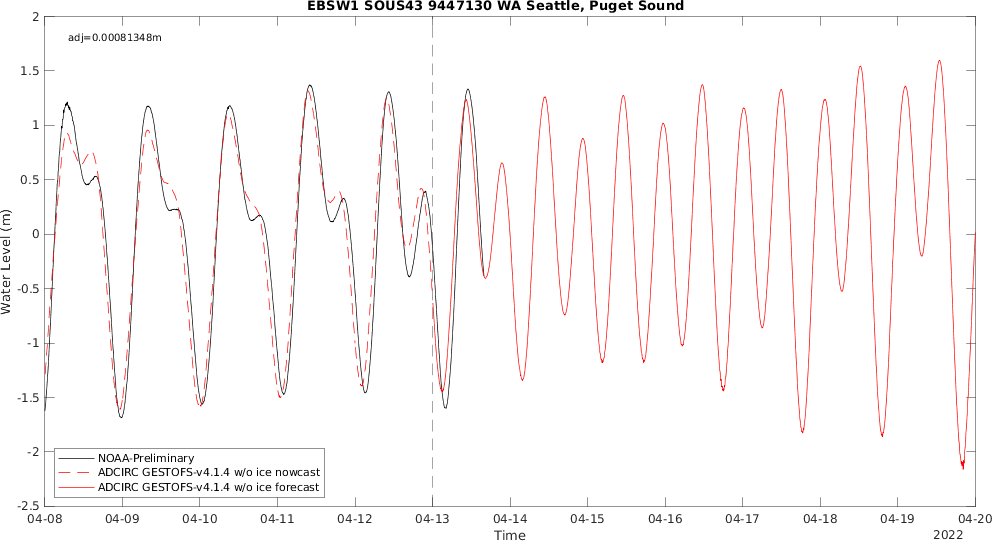 EBSW1 SOUS43 9447130 WA Seattle, Puget Sound
adj=0.00081348m
2
1.5
1
0.5
0
-0.5
-1
-1.5
-2
-2.5
Water Level (m)
NOAA-Preliminary
ADCIRC GESTOFS-v4.1.4 w/o ice nowcast
ADCIRC GESTOFS-v4.1.4 w/o ice forecast
04-08 04-09 04-10 04-11 04-12 04-13 04-14 04-15 04-16 04-17 04-18 04-19 04-20
Time
2022